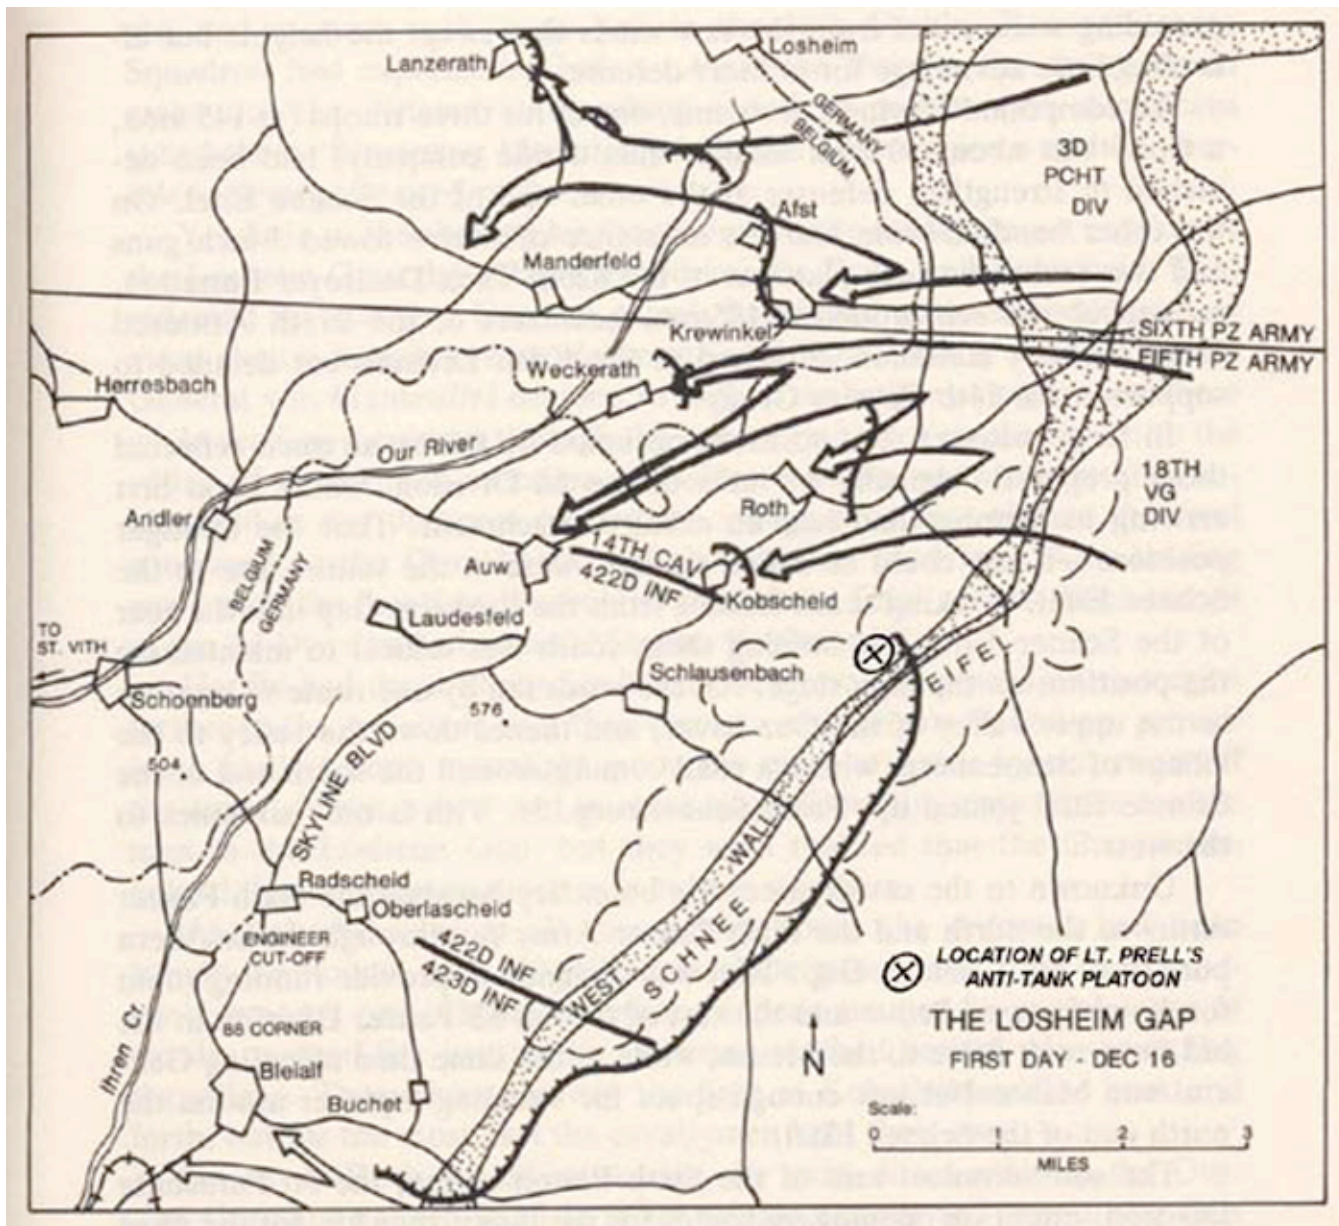 Lanzerath
Losheim
GERMANY
BELGIUM
3D
PCHT
DIV
Afst
Manderfeld
Krewinkel
SIXTH PZ ARMY
FIFTH PZ ARMY
Weckerath
Herresbach
Our River
18TH
VG
DIV
Roth
Andler
14TH CAV
422D INF
Auw
BELGIUM
GERMANY
Kobscheid
Laudesfeld
TO
ST. VITH
EIFEL
Schlausenbach
Schoenberg
576
504
SKYLINE BLVD
WEST WALL
SCHNEE
Radscheid
Oberlascheid
ENGINEER
CUT-OFF
422D INF
423D INF
LOCATION OF LT. PRELL'S
ANTI-TANK PLATOON
THE LOSHEIM GAP
FIRST DAY - DEC 16
N
88 CORNER
Ihren Cr.
Bleialf
Buchet
Scale:
0 1 2 3
MILES